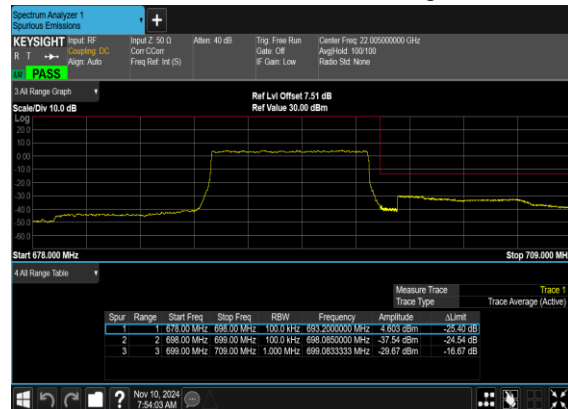 Spectrum Analyzer 1
Spurious Emissions
KEYSIGHT Input: RF Input Z: 50 Ω Atten: 40 dB Trig: Free Run Center Freq: 22.005000000 GHz
R T Coupling: DC Corr CCorr Gate: Off Avg|Hold: 100/100
Align: Auto Freq Ref: Int (S) IF Gain: Low Radio Std: None
PASS
3 All Range Graph
Ref Lvl Offset 7.51 dB
Scale/Div 10.0 dB Ref Value 30.00 dBm
Log
20.0
10.0
0.00
-10.0
-20.0
-30.0
-40.0
-50.0
-60.0
Start 678.000 MHz Stop 709.000 MH
4 All Range Table
Measure Trace Trace 1
Trace Type Trace Average (Active)
Spur Range Start Freq Stop Freq RBW Frequency Amplitude ΔLimit
1 1 678.00 MHz 698.00 MHz 100.0 kHz 693.2000000 MHz 4.603 dBm -25.40 dB
2 2 698.00 MHz 699.00 MHz 100.0 kHz 698.0850000 MHz -37.54 dBm -24.54 dB
3 3 699.00 MHz 709.00 MHz 1.000 MHz 699.0833333 MHz -29.67 dBm -16.67 dB
?
Nov 10, 2024
7:54:03 AM